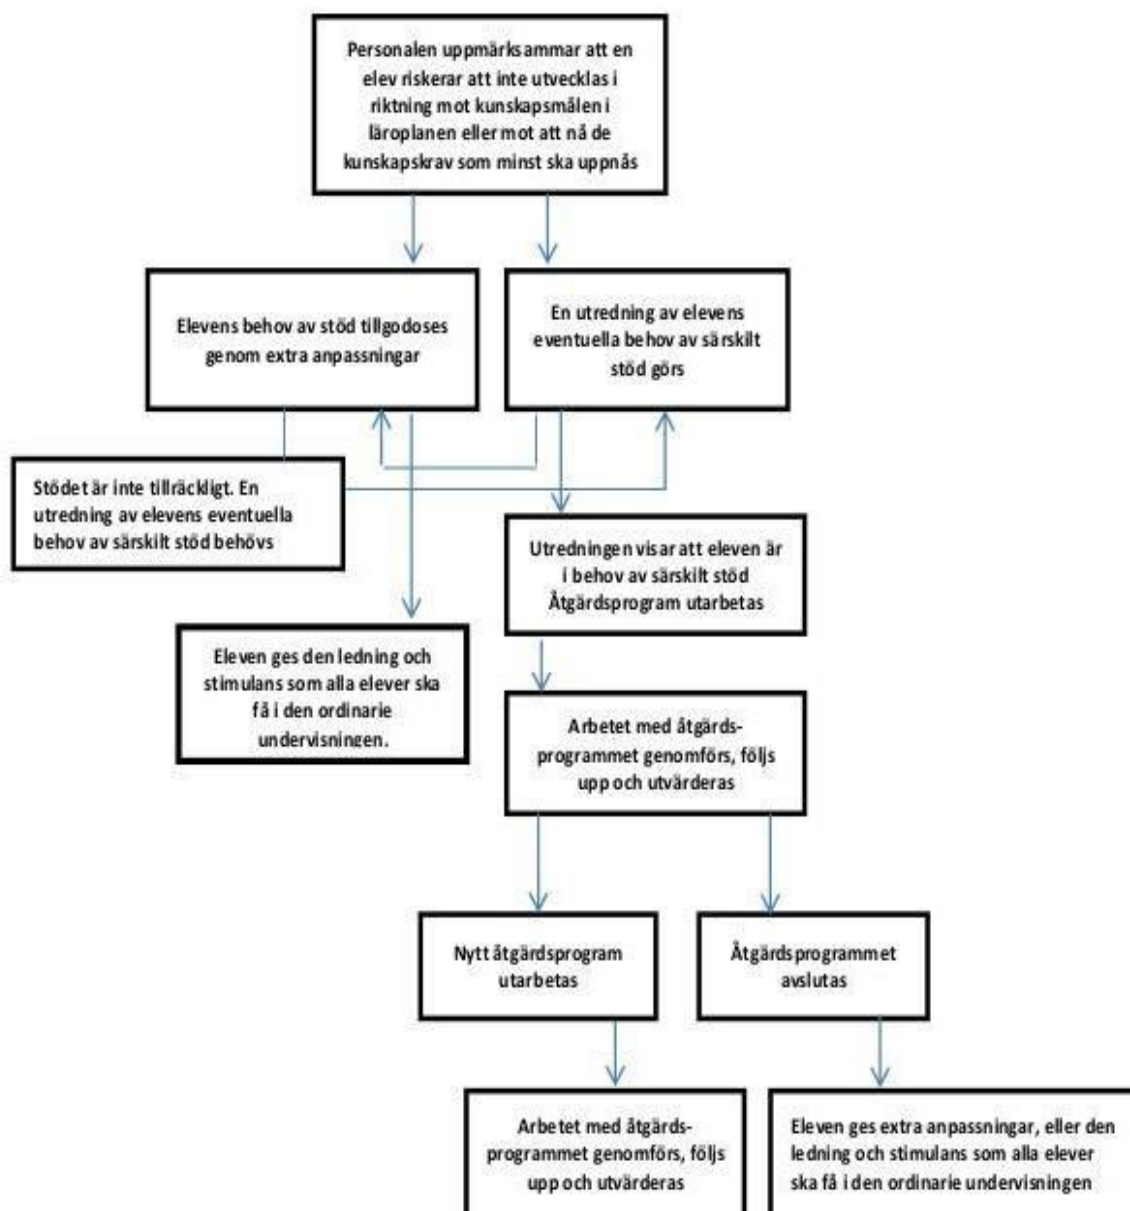 Personalen uppmärksammar att en
elev riskerar att inte utvecklas i
riktning mot kunskapsmålen i
läroplanen eller mot att nå de
kunskapskrav som minst ska uppnås
Elevens behov av stöd tillgodoses
genom extra anpassningar
En utredning av elevens
eventuella behov av särskilt
stöd görs
Stödet är inte tillräckligt. En
utredning av elevens eventuella
behov av särskilt stöd behövs
Utredningen visar att eleven är
i behov av särskilt stöd
Åtgärdsprogram utarbetas
Eleven ges den ledning och
stimulans som alla elever ska
få i den ordinarie
undervisningen.
Arbetet med åtgärds-
programmet genomförs, följs
upp och utvärderas
Nytt åtgärdsprogram
utarbetas
Åtgärdsprogrammet
avslutas
Arbetet med åtgärds-
programmet genomförs, följs
upp och utvärderas
Eleven ges extra anpassningar, eller den
ledning och stimulans som alla elever
ska få i den ordinarie undervisningen